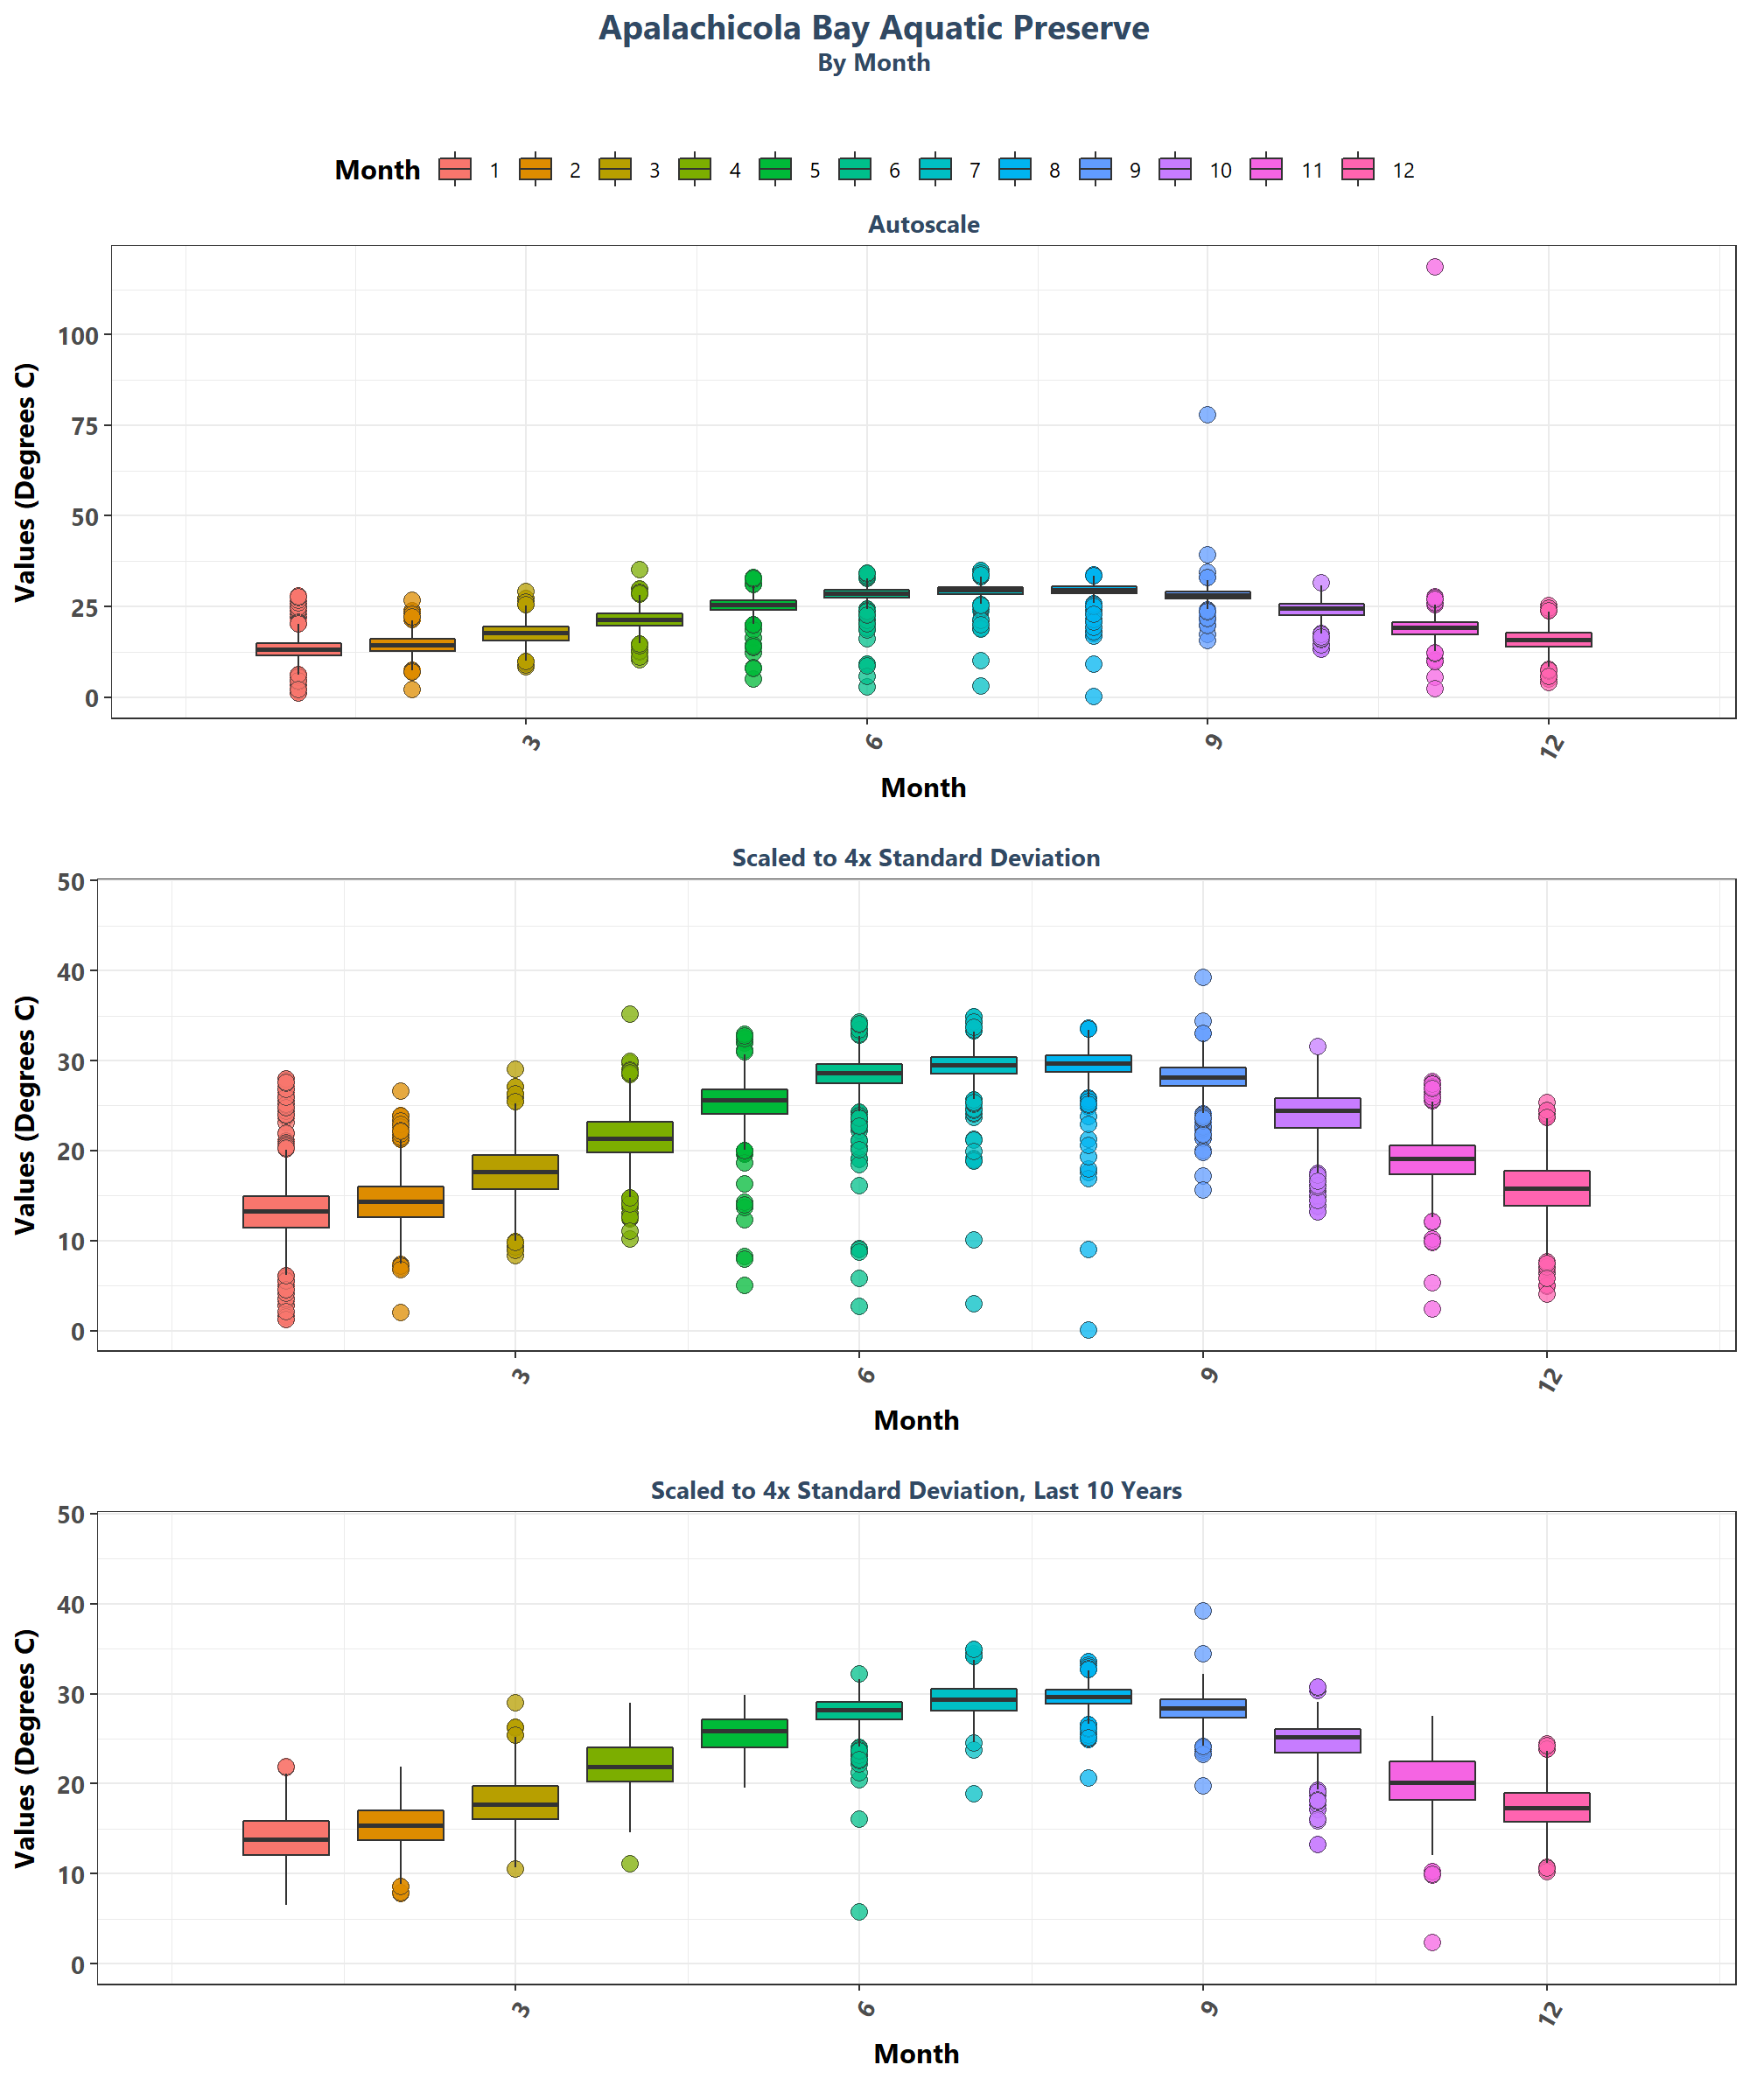 Apalachicola Bay Aquatic Preserve
By Month
Month 1 2 3 4 5 6 7 8 9 10 11 12
Autoscale
Values (Degrees C)
100
75
50
25
0
3 6 9 12
Month
Scaled to 4x Standard Deviation
Values (Degrees C)
50
40
30
20
10
0
3 6 9 12
Month
Scaled to 4x Standard Deviation, Last 10 Years
Values (Degrees C)
50
40
30
20
10
0
3 6 9 12
Month